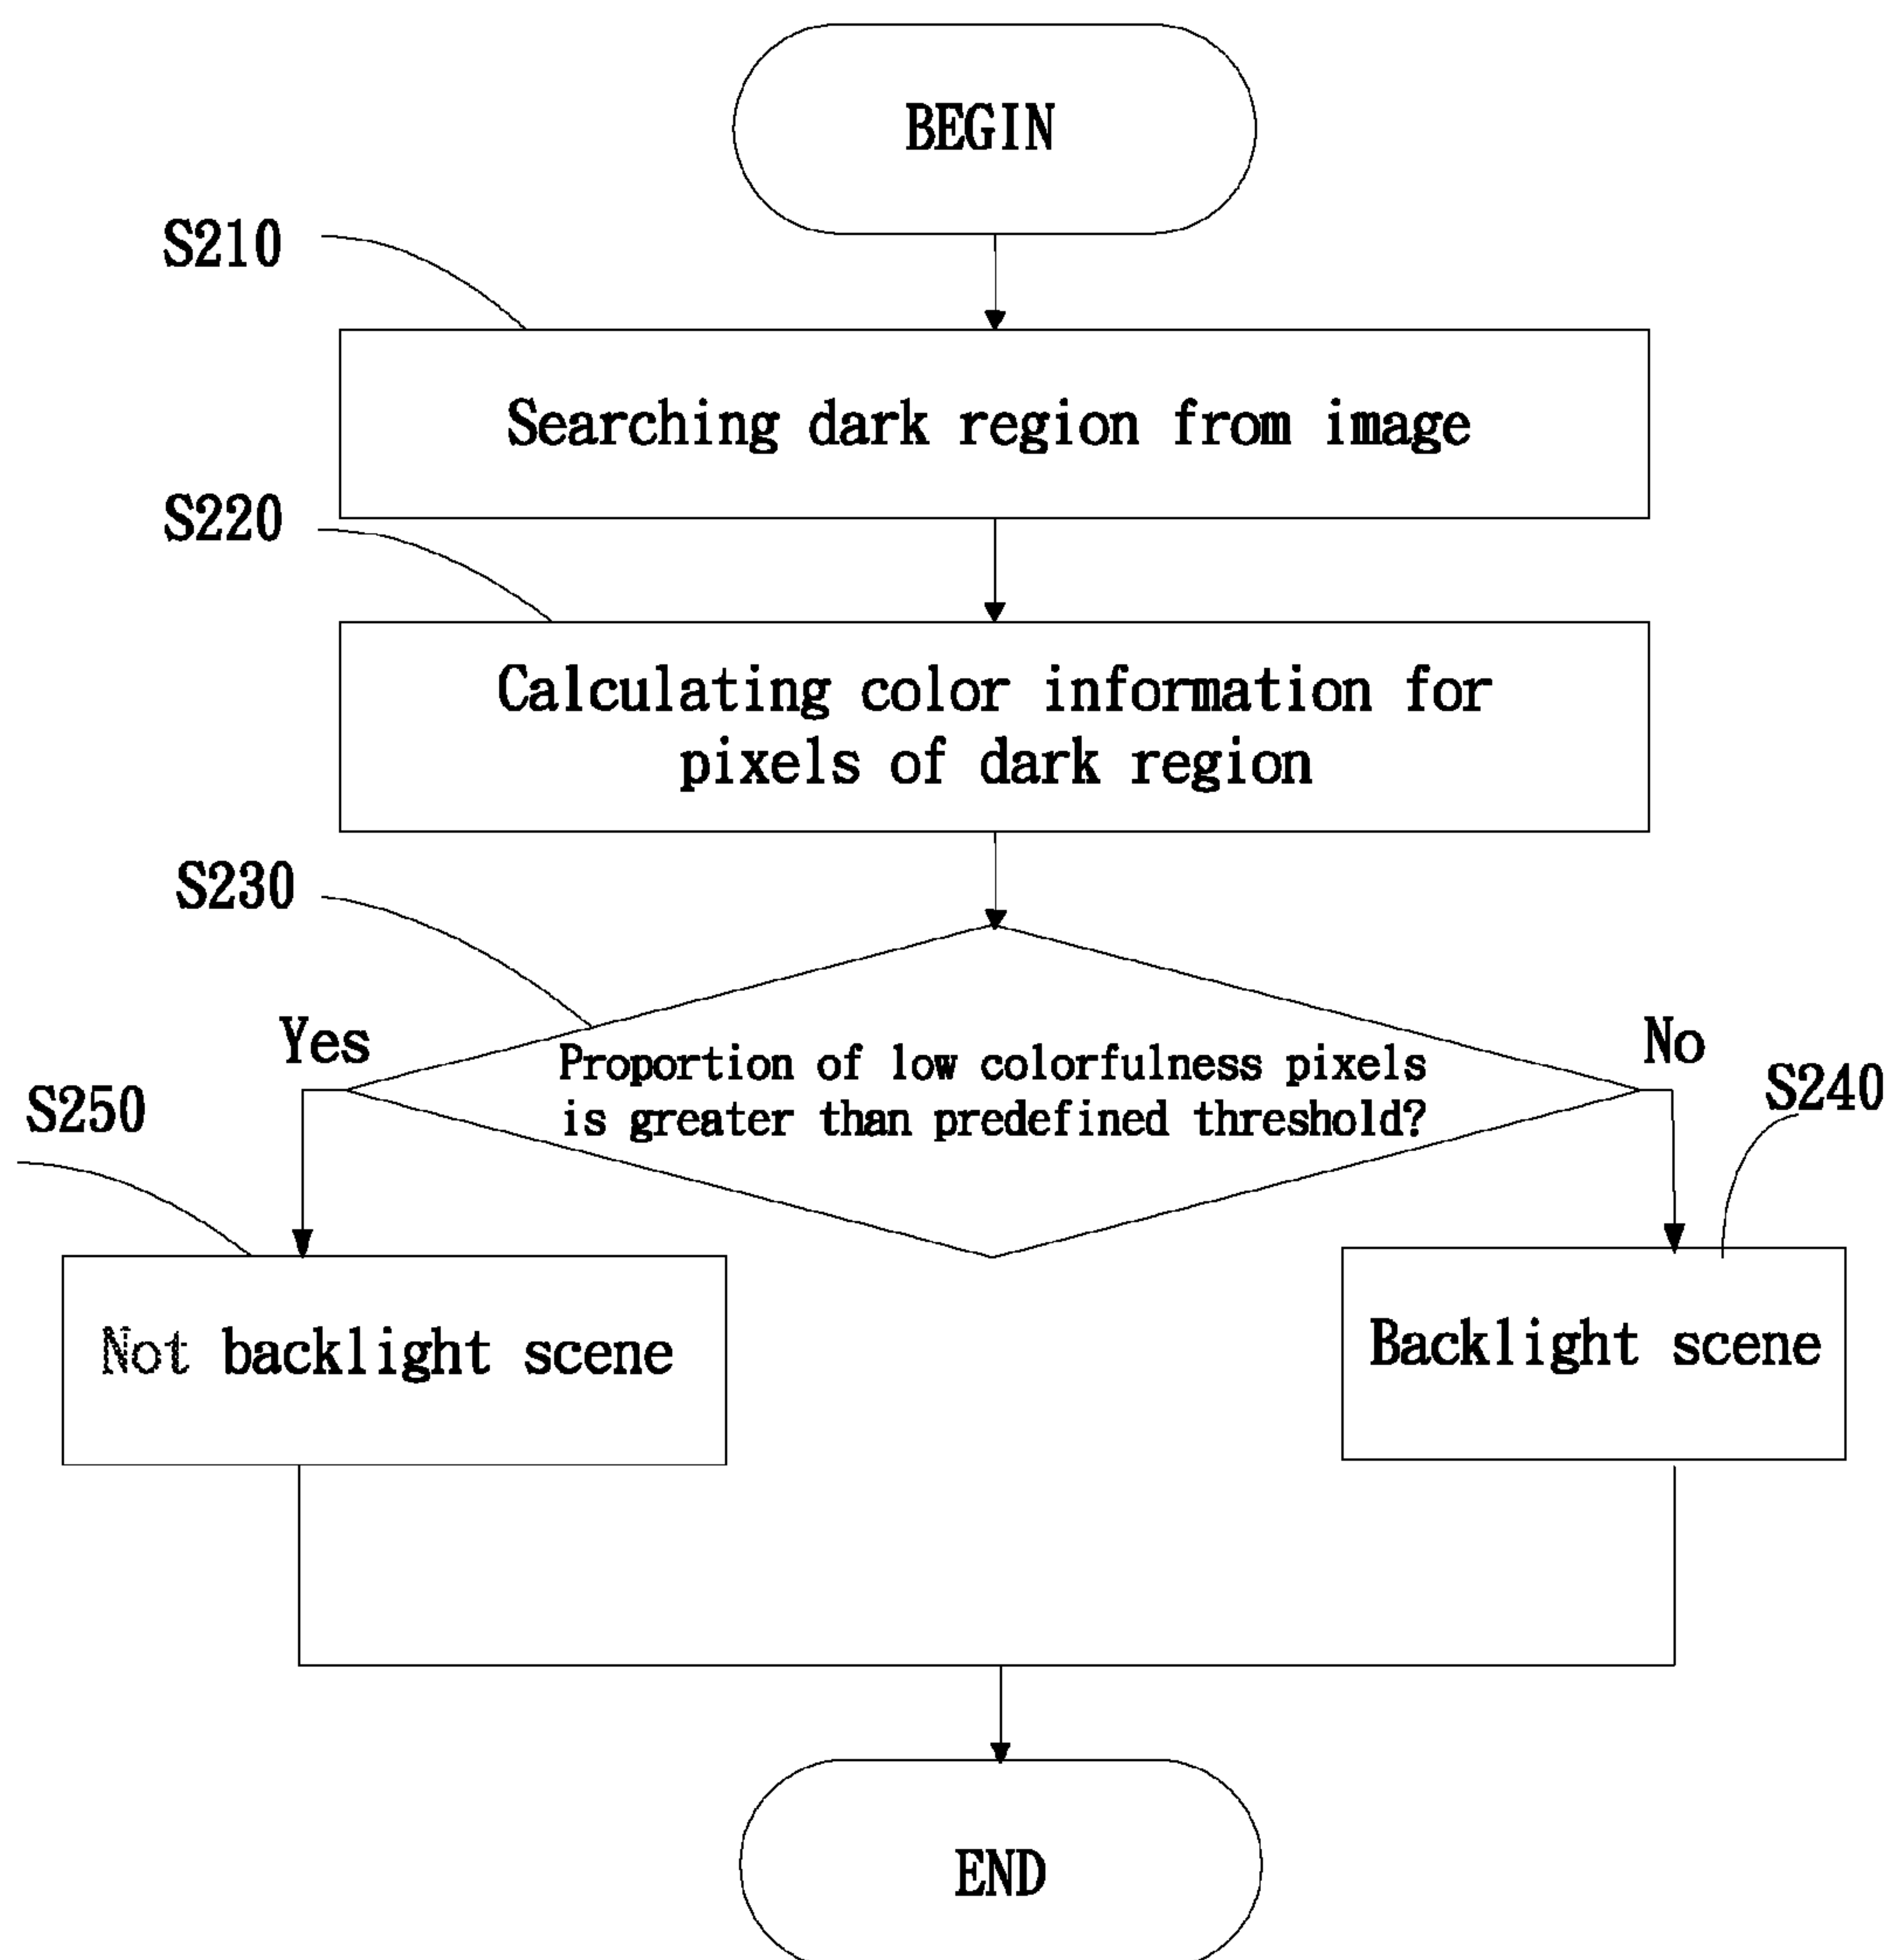 BEGIN
S210
Searching dark region from image
S220
Calculating color information for
pixels of dark region
S230
Yes
No
Proportion of low colorfulness pixels
is greater than predefined threshold?
S240
S250
Not backlight scene
Backlight scene
END